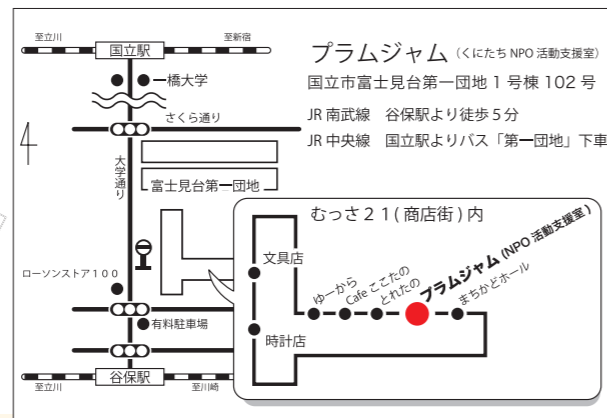 至立川
国立駅
至新宿
一橋大学
さくら通り
大学通り
富士見台第一団地
ローソンストア100
有料駐車場
至立川
谷保駅
至川崎
プラムジャム(くにたち NPO 活動支援室)
国立市富士見台第一団地 1 号棟 102 号
JR 南武線 谷保駅より徒歩 5 分
JR 中央線 国立駅よりバス「第一団地」下車
むっさ21(商店街)内
文具店
時計店
ゆーから
Cafe ここたの
とれたの
プラムジャム(NPO 活動支援室)
まちかどホール